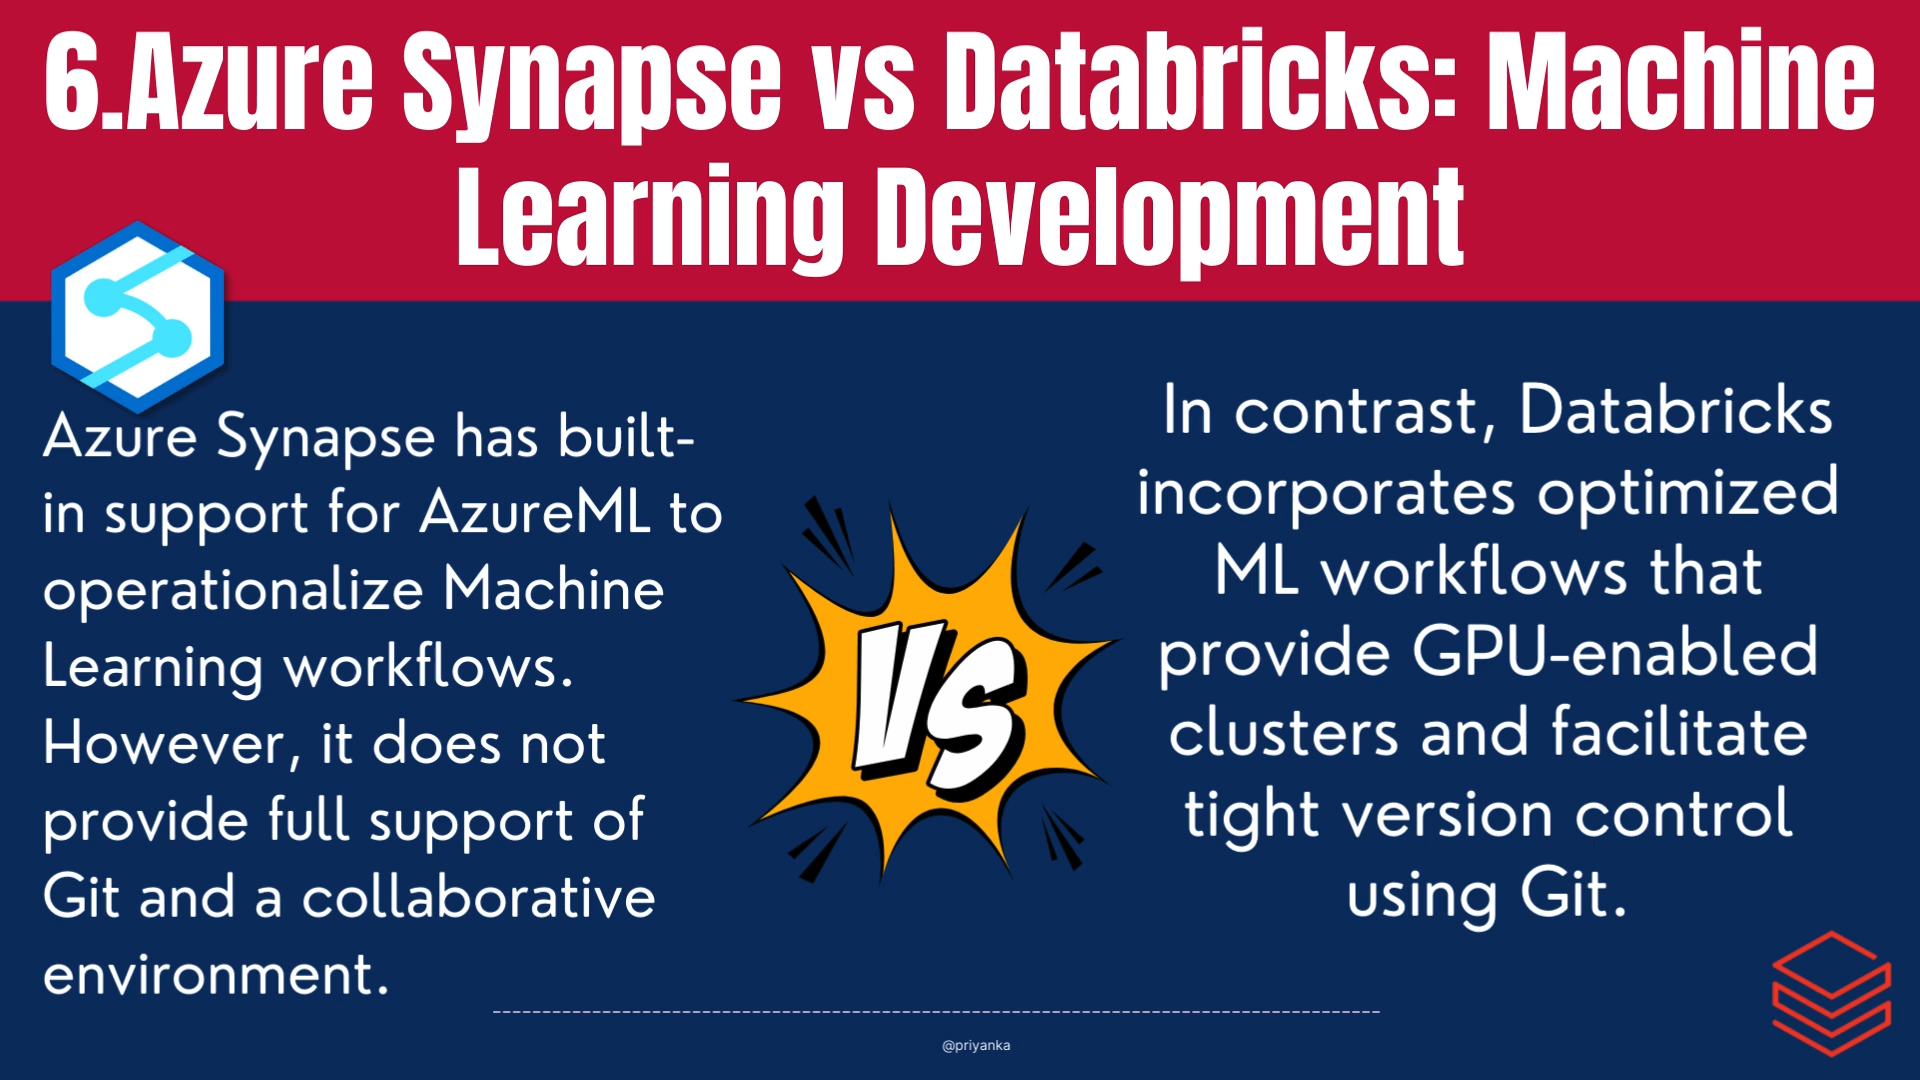 6.Azure Synapse vs Databricks: Machine
Learning Development
Azure Synapse has built-
in support for AzureML to
operationalize Machine
Learning workflows.
However, it does not
provide full support of
Git and a collaborative
environment.
VS
In contrast, Databricks
incorporates optimized
ML workflows that
provide GPU-enabled
clusters and facilitate
tight version control
using Git.
@priyanka